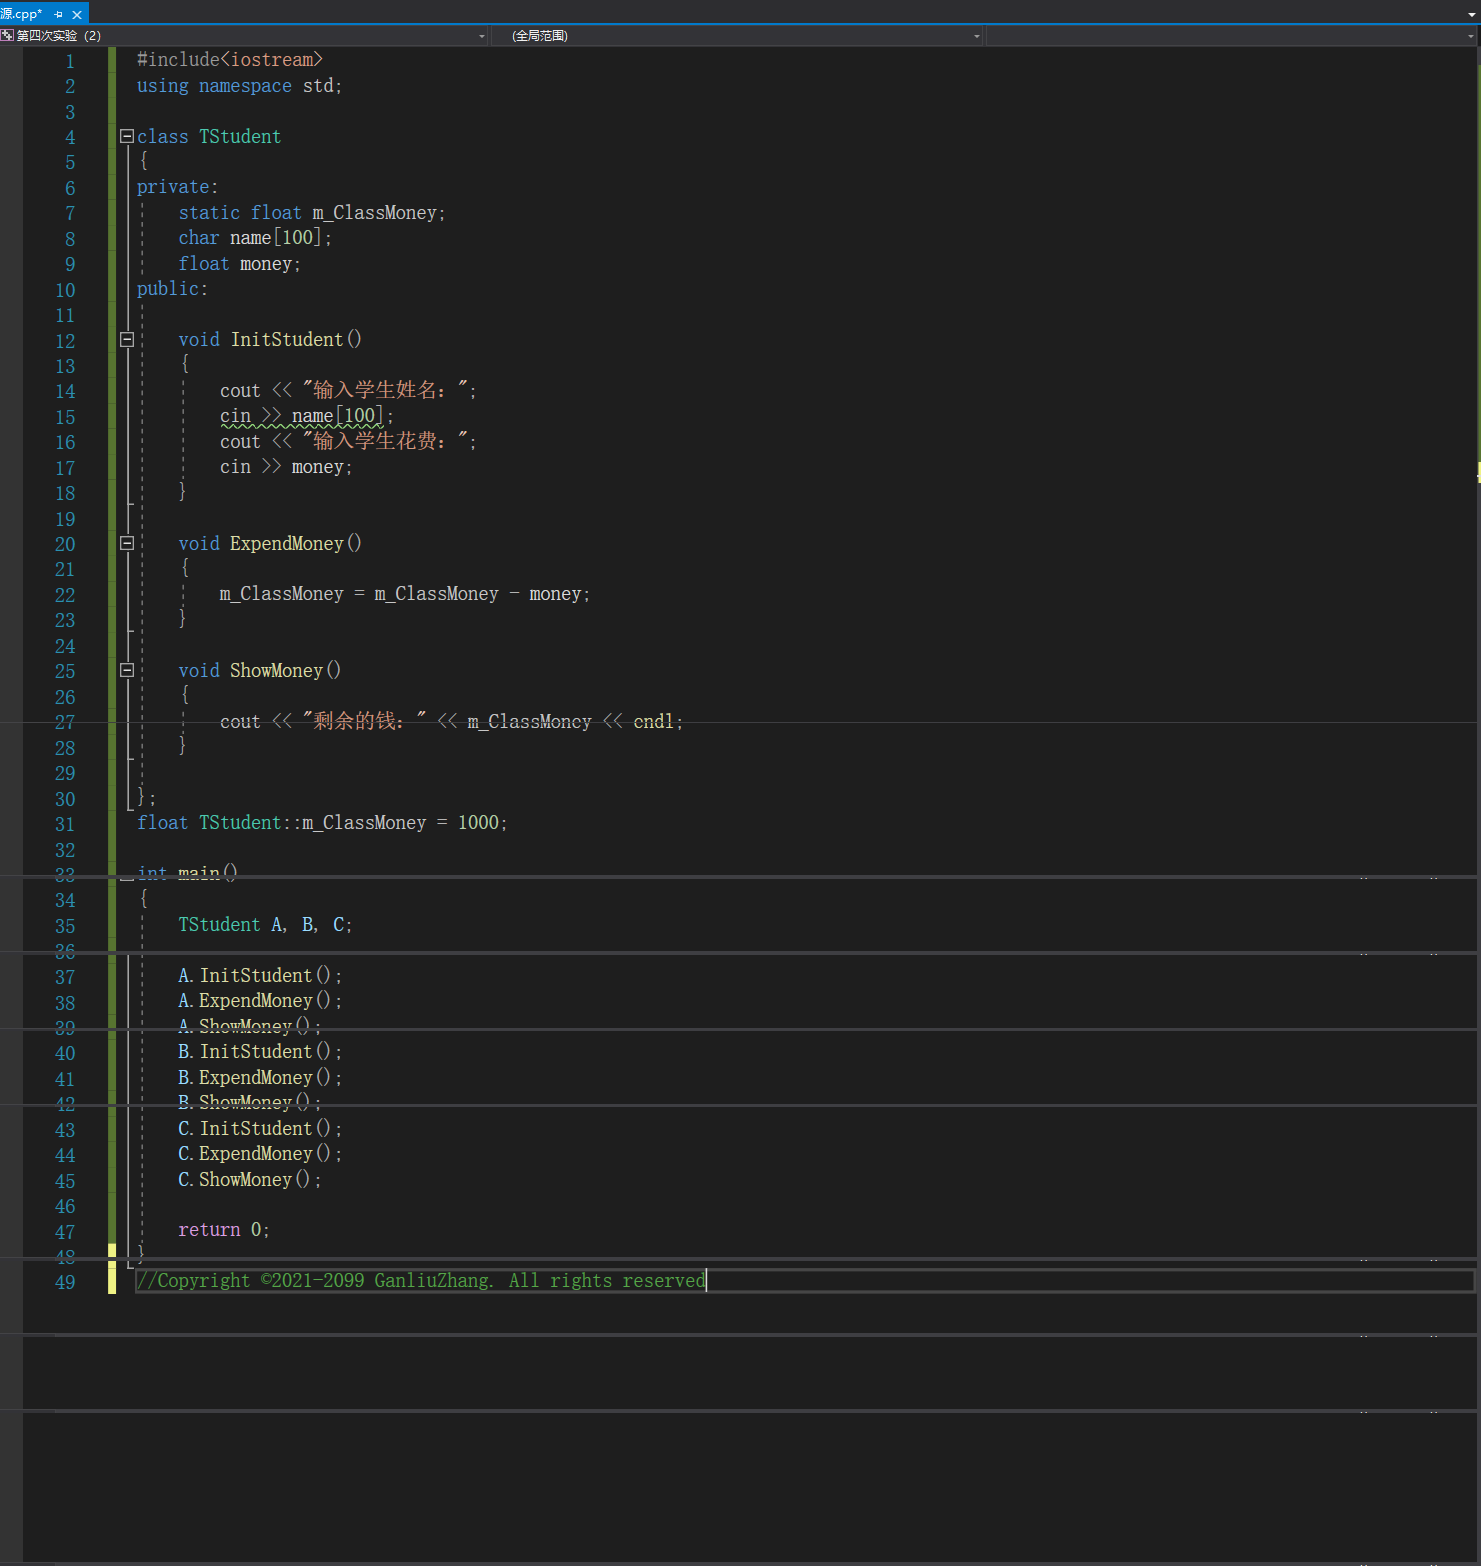 源.cpp*
第四次实验 (2)
(全局范围)
1 #include<iostream>
2 using namespace std;
3
4 class TStudent
5 {
6 private:
7 static float m_ClassMoney;
8 char name[100];
9 float money;
10 public:
11
12 void InitStudent()
13 {
14 cout << "输入学生姓名：";
15 cin >> name[100];
16 cout << "输入学生花费：";
17 cin >> money;
18 }
19
20 void ExpendMoney()
21 {
22 m_ClassMoney = m_ClassMoney - money;
23 }
24
25 void ShowMoney()
26 {
27 cout << "剩余的钱：" << m_ClassMoney << endl;
28 }
29
30 };
31 float TStudent::m_ClassMoney = 1000;
32
33 int main()
34 {
35 TStudent A, B, C;
36
37 A.InitStudent();
38 A.ExpendMoney();
39 A.ShowMoney();
40 B.InitStudent();
41 B.ExpendMoney();
42 B.ShowMoney();
43 C.InitStudent();
44 C.ExpendMoney();
45 C.ShowMoney();
46
47 return 0;
48 }
49 //Copyright ©2021-2099 GanliuZhang. All rights reserved